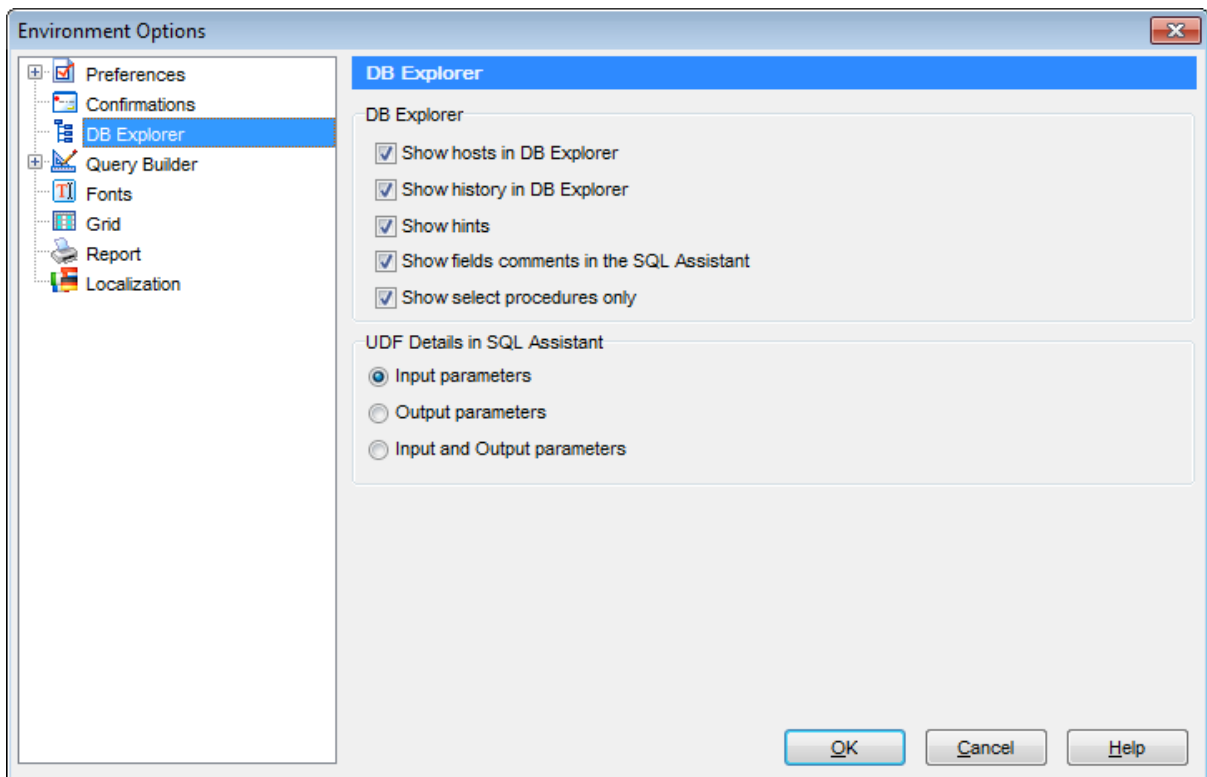 Environment Options
Preferences
Confirmations
DB Explorer
Query Builder
Fonts
Grid
Report
Localization
DB Explorer
DB Explorer
Show hosts in DB Explorer
Show history in DB Explorer
Show hints
Show fields comments in the SQL Assistant
Show select procedures only
UDF Details in SQL Assistant
Input parameters
Output parameters
Input and Output parameters
OK Cancel Help